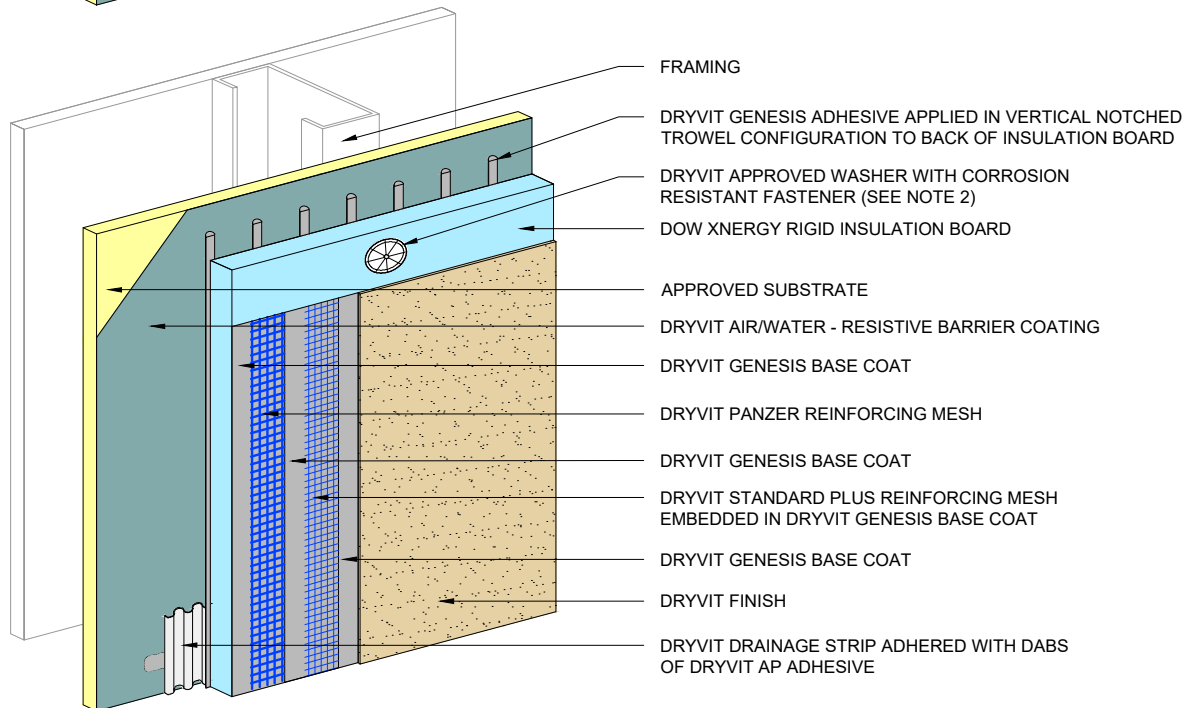 FRAMING
DRYVIT GENESIS ADHESIVE APPLIED IN VERTICAL NOTCHED
TROWEL CONFIGURATION TO BACK OF INSULATION BOARD
DRYVIT APPROVED WASHER WITH CORROSION
RESISTANT FASTENER (SEE NOTE 2)
DOW XNERGY RIGID INSULATION BOARD
APPROVED SUBSTRATE
DRYVIT AIR/WATER - RESISTIVE BARRIER COATING
DRYVIT GENESIS BASE COAT
DRYVIT PANZER REINFORCING MESH
DRYVIT GENESIS BASE COAT
DRYVIT STANDARD PLUS REINFORCING MESH
EMBEDDED IN DRYVIT GENESIS BASE COAT
DRYVIT GENESIS BASE COAT
DRYVIT FINISH
DRYVIT DRAINAGE STRIP ADHERED WITH DABS
OF DRYVIT AP ADHESIVE